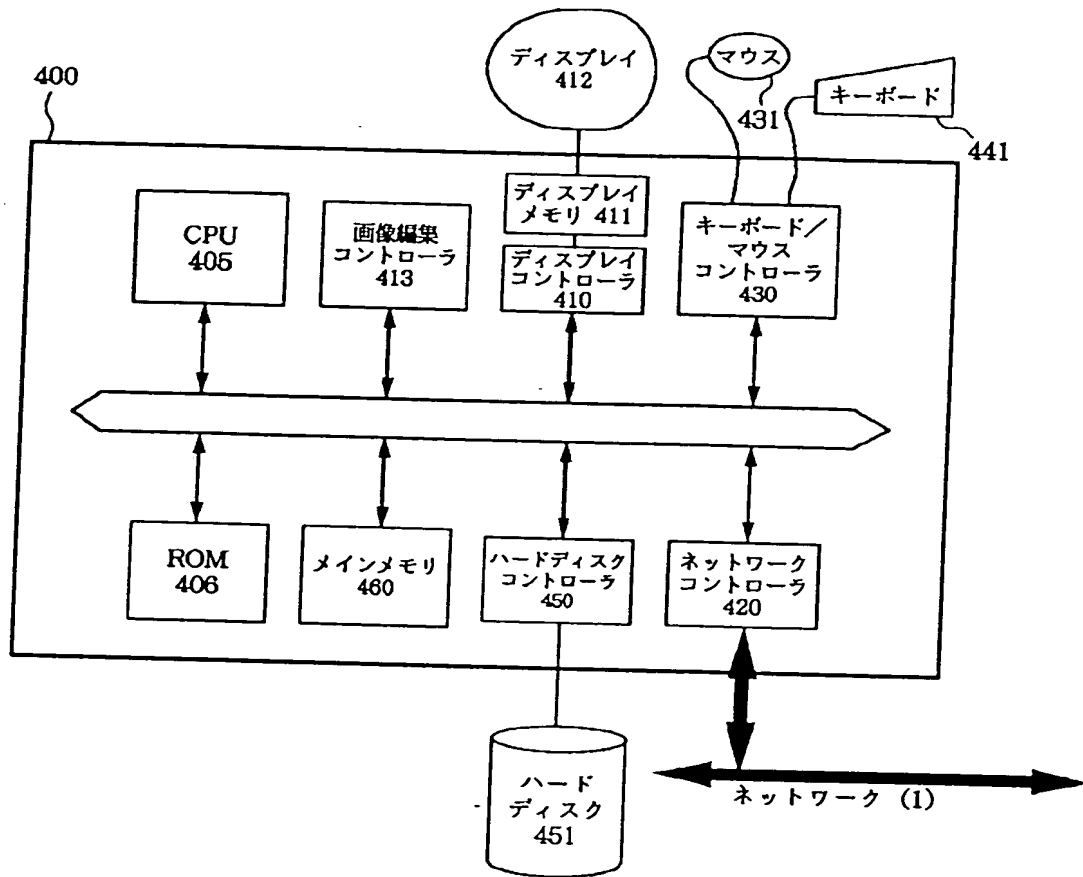 ディスプレイ
412
マウス
431
キーボード
441
400
CPU
405
画像編集
コントローラ
413
ディスプレイ
メモリ 411
ディスプレイ
コントローラ
410
キーボード／
マウス
コントローラ
430
ROM
406
メインメモリ
460
ハードディスク
コントローラ
450
ネットワーク
コントローラ
420
ハード
ディスク
451
ネットワーク (1)